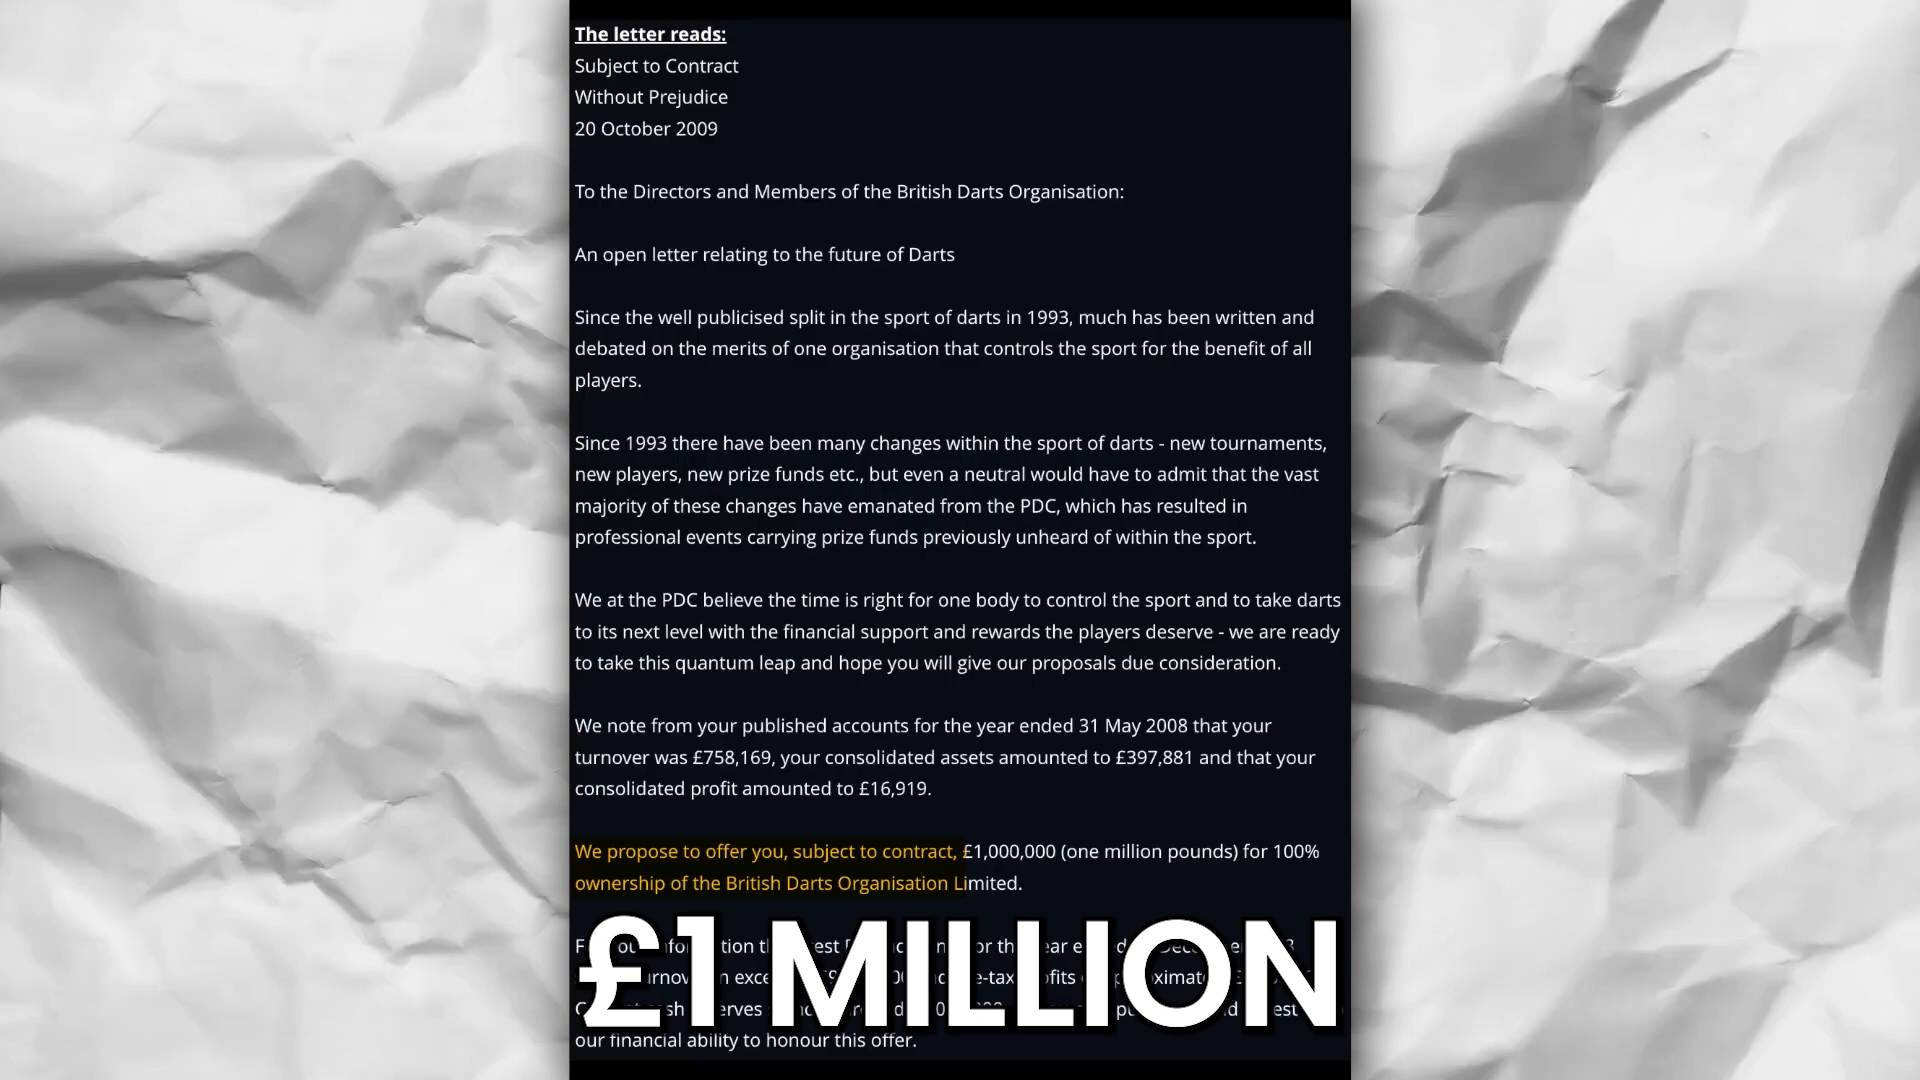 The letter reads:
Subject to Contract
Without Prejudice
20 October 2009
To the Directors and Members of the British Darts Organisation:
An open letter relating to the future of Darts
Since the well publicised split in the sport of darts in 1993, much has been written and
debated on the merits of one organisation that controls the sport for the benefit of all
players.
Since 1993 there have been many changes within the sport of darts - new tournaments,
new players, new prize funds etc., but even a neutral would have to admit that the vast
majority of these changes have emanated from the PDC, which has resulted in
professional events carrying prize funds previously unheard of within the sport.
We at the PDC believe the time is right for one body to control the sport and to take darts
to its next level with the financial support and rewards the players deserve - we are ready
to take this quantum leap and hope you will give our proposals due consideration.
We note from your published accounts for the year ended 31 May 2008 that your
turnover was £758,169, your consolidated assets amounted to £397,881 and that your
consolidated profit amounted to £16,919.
We propose to offer you, subject to contract, £1,000,000 (one million pounds) for 100%
ownership of the British Darts Organisation Limited.
£1 MILLION
our financial ability to honour this offer.